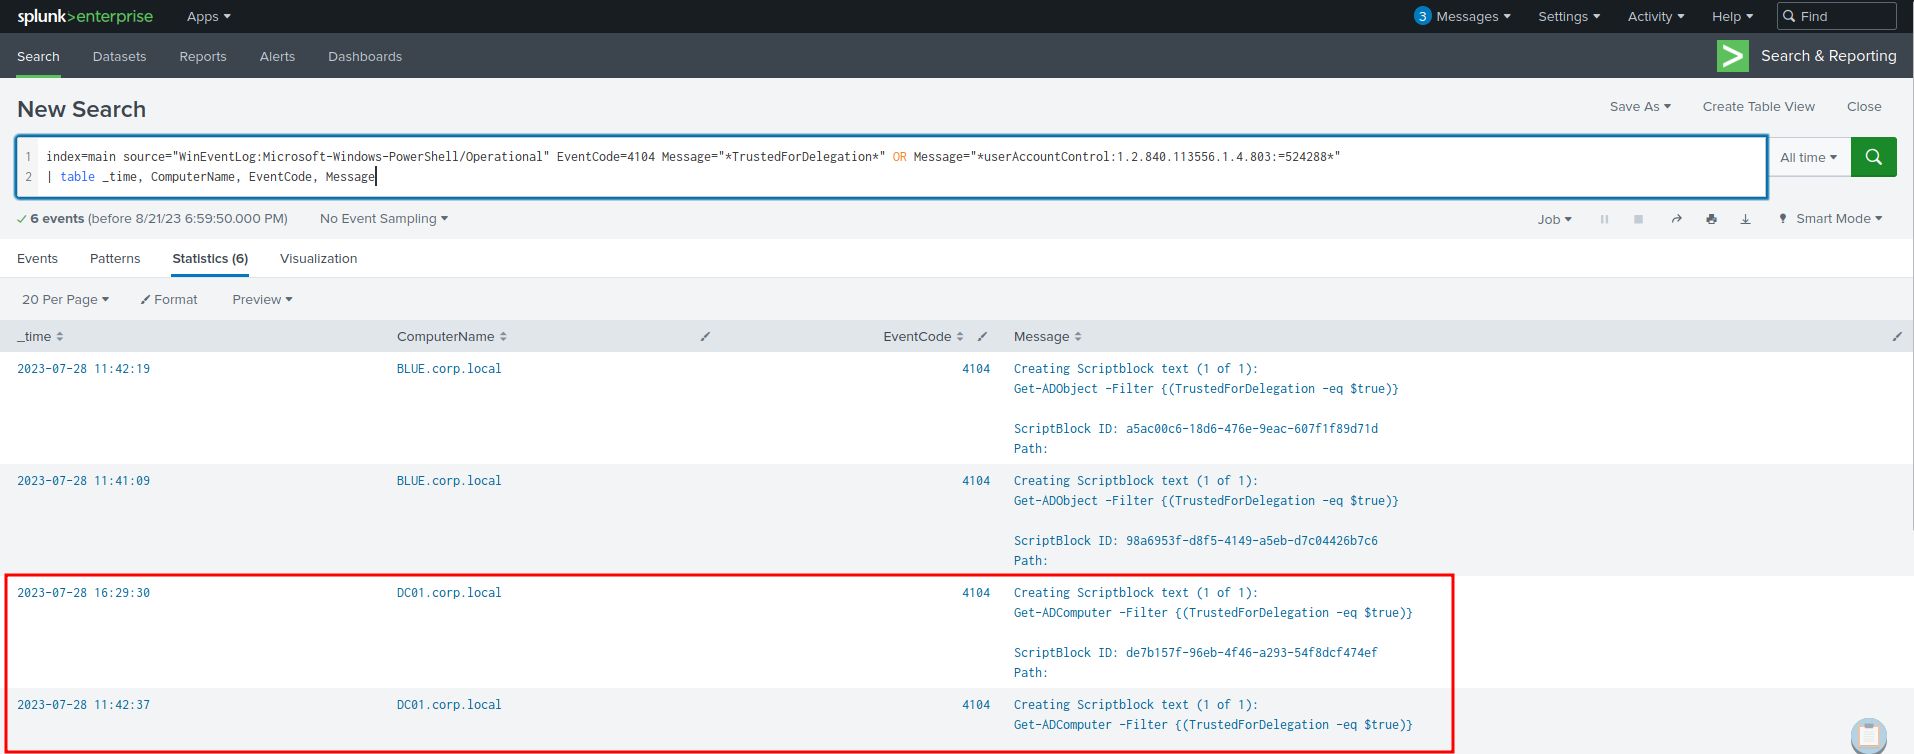 splunk>enterprise Apps 3 Messages Settings Activity Help Find
Search Datasets Reports Alerts Dashboards > Search & Reporting
New Search Save As Create Table View Close
1 index=main source="WinEventLog:Microsoft-Windows-PowerShell/Operational" EventCode=4104 Message="*TrustedForDelegation*" OR Message="*userAccountControl:1.2.840.113556.1.4.803:=524288*" All time
2 | table _time, ComputerName, EventCode, Message
6 events (before 8/21/23 6:59:50.000 PM) No Event Sampling Job Smart Mode
Events Patterns Statistics (6) Visualization
20 Per Page Format Preview
_time ComputerName EventCode Message
2023-07-28 11:42:19 BLUE.corp.local 4104 Creating Scriptblock text (1 of 1):
Get-ADObject -Filter {(TrustedForDelegation -eq $true)}
ScriptBlock ID: a5ac00c6-18d6-476e-9eac-607f1f89d71d
Path:
2023-07-28 11:41:09 BLUE.corp.local 4104 Creating Scriptblock text (1 of 1):
Get-ADObject -Filter {(TrustedForDelegation -eq $true)}
ScriptBlock ID: 98a6953f-d8f5-4149-a5eb-d7c04426b7c6
Path:
2023-07-28 16:29:30 DC01.corp.local 4104 Creating Scriptblock text (1 of 1):
Get-ADComputer -Filter {(TrustedForDelegation -eq $true)}
ScriptBlock ID: de7b157f-96eb-4f46-a293-54f8dcf474ef
Path:
2023-07-28 11:42:37 DC01.corp.local 4104 Creating Scriptblock text (1 of 1):
Get-ADComputer -Filter {(TrustedForDelegation -eq $true)}